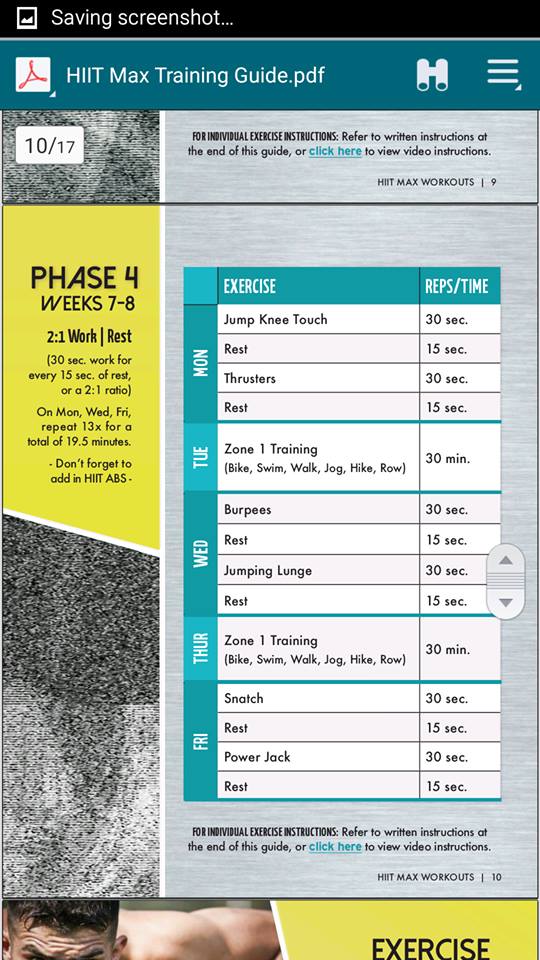 Saving screenshot...
HIIT Max Training Guide.pdf
10/17
FOR INDIVIDUAL EXERCISE INSTRUCTIONS: Refer to written instructions at
the end of this guide, or click here to view video instructions.
HIIT MAX WORKOUTS | 9
PHASE 4
WEEKS 7-8
2:1 Work | Rest
(30 sec. work for
every 15 sec. of rest,
or a 2:1 ratio)
On Mon, Wed, Fri,
repeat 13x for a
total of 19.5 minutes.
- Don't forget to
add in HIIT ABS -
EXERCISE REPS/TIME
MON
Jump Knee Touch 30 sec.
Rest 15 sec.
Thrusters 30 sec.
Rest 15 sec.
TUE
Zone 1 Training 30 min.
(Bike, Swim, Walk, Jog, Hike, Row)
WED
Burpees 30 sec.
Rest 15 sec.
Jumping Lunge 30 sec.
Rest 15 sec.
THUR
Zone 1 Training 30 min.
(Bike, Swim, Walk, Jog, Hike, Row)
FRI
Snatch 30 sec.
Rest 15 sec.
Power Jack 30 sec.
Rest 15 sec.
FOR INDIVIDUAL EXERCISE INSTRUCTIONS: Refer to written instructions at
the end of this guide, or click here to view video instructions.
HIIT MAX WORKOUTS | 10
EXERCISE